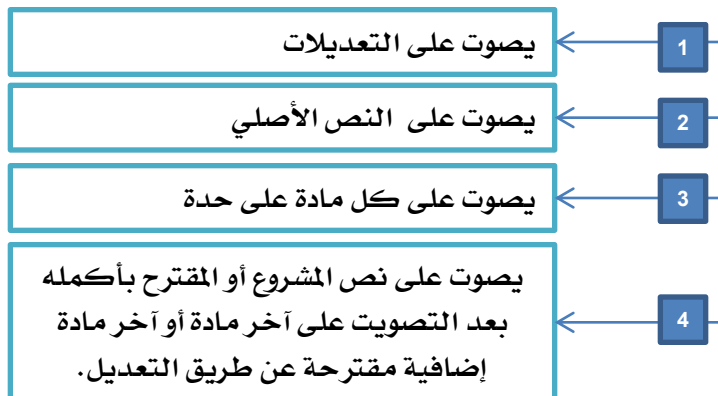 1
يصوت على التعديلات
2
يصوت على النص الأصلي
3
يصوت على كل مادة على حدة
4
يصوت على نص المشروع أو المقترح بأكمله
بعد التصويت على آخر مادة أو آخر مادة
إضافية مقترحة عن طريق التعديل.